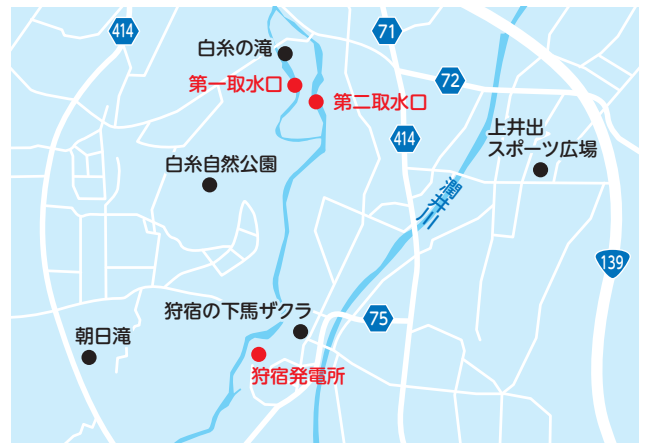 414
71
白糸の滝
第一取水口
72
第二取水口
414
上井出
スポーツ広場
白糸自然公園
潤井川
139
狩宿の下馬ザクラ
75
朝日滝
狩宿発電所